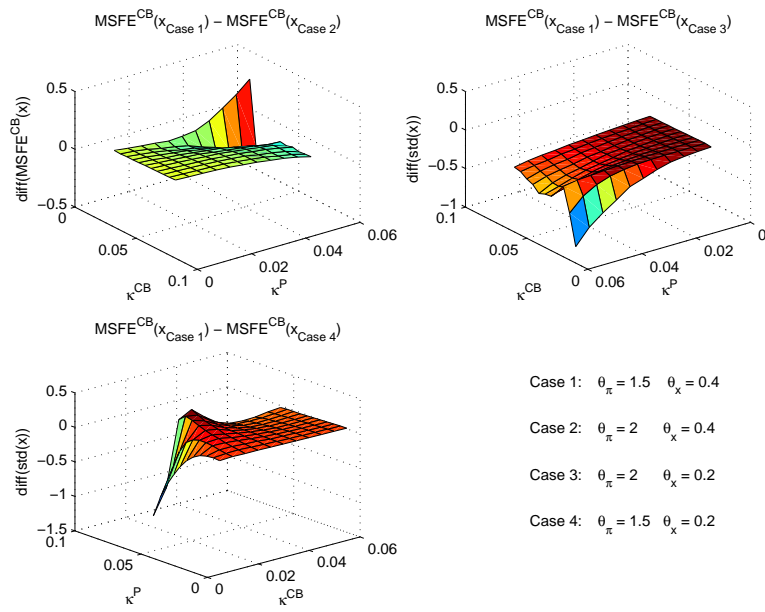 MSFE^CB(x_Case 1) − MSFE^CB(x_Case 2)
diff(MSFE^CB(x))
0.5
0
−0.5
0
0.05
0.1
κ^CB
0
0.02
0.04
0.06
κ^P
MSFE^CB(x_Case 1) − MSFE^CB(x_Case 3)
diff(std(x))
0.5
0
−0.5
−1
0.1
0.05
0
κ^CB
0.06
0.04
0.02
0
κ^P
MSFE^CB(x_Case 1) − MSFE^CB(x_Case 4)
diff(std(x))
0.5
0
−0.5
−1
−1.5
0.1
0.05
0
κ^P
0
0.02
0.04
0.06
κ^CB
Case 1: θ_π = 1.5 θ_x = 0.4
Case 2: θ_π = 2 θ_x = 0.4
Case 3: θ_π = 2 θ_x = 0.2
Case 4: θ_π = 1.5 θ_x = 0.2